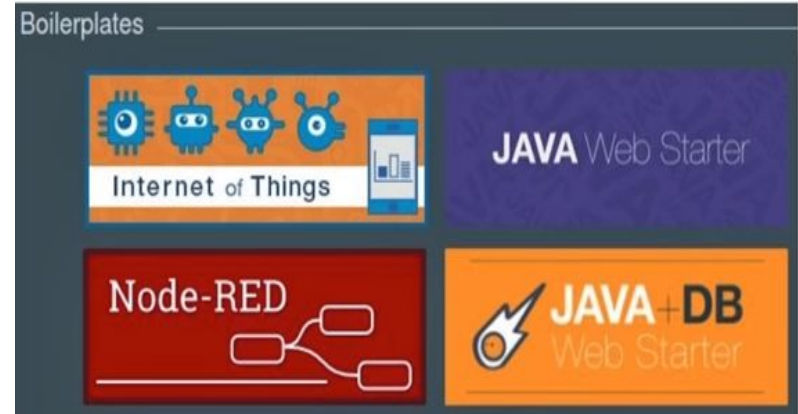 Boilerplates
Internet of Things
JAVA Web Starter
Node-RED
JAVA+DB
Web Starter